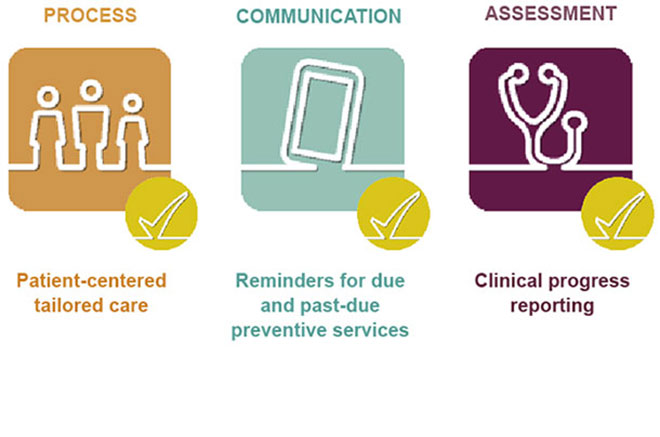 PROCESS
COMMUNICATION
ASSESSMENT
Patient-centered
tailored care
Reminders for due
and past-due
preventive services
Clinical progress
reporting